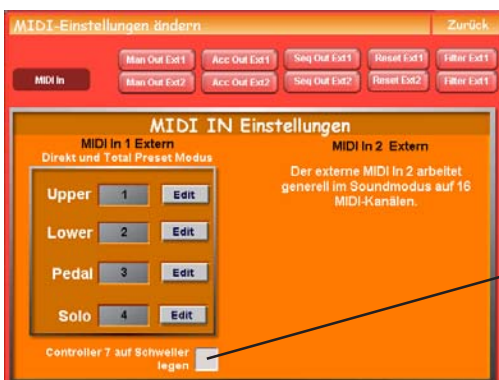 MIDI-Einstellungen ändern
Zurück
Man Out Ext1
Acc Out Ext1
Seq Out Ext1
Reset Ext1
Filter Ext1
MIDI In
Man Out Ext2
Acc Out Ext2
Seq Out Ext2
Reset Ext2
Filter Ext1
MIDI IN Einstellungen
MIDI In 1 Extern
Direkt und Total Preset Modus
MIDI In 2 Extern
Der externe MIDI In 2 arbeitet
generell im Soundmodus auf 16
MIDI-Kanälen.
Upper 1 Edit
Lower 2 Edit
Pedal 3 Edit
Solo 4 Edit
Controller 7 auf Schweller
legen